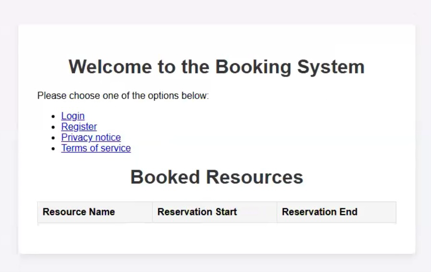 Welcome to the Booking System
Please choose one of the options below:
Login
Register
Privacy notice
Terms of service
Booked Resources
Resource Name Reservation Start Reservation End